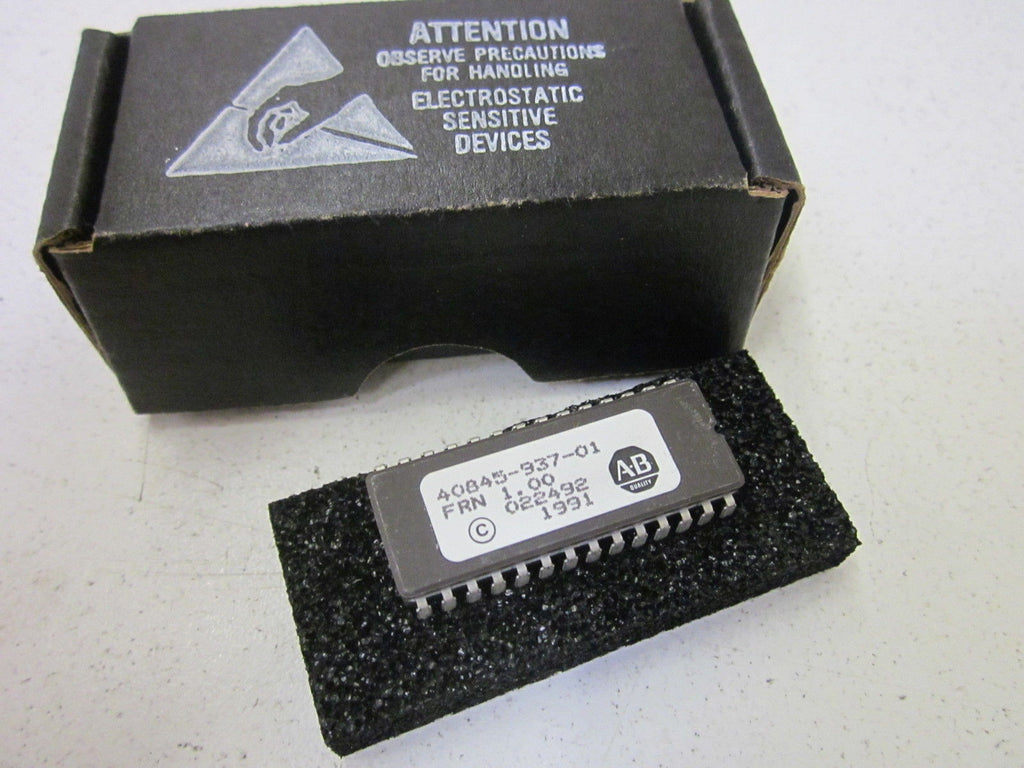 ATTENTION
OBSERVE PRECAUTIONS
FOR HANDLING
ELECTROSTATIC
SENSITIVE
DEVICES
40845-937-01
FRN 1.00
022492
© 1991
A-B
QUALITY